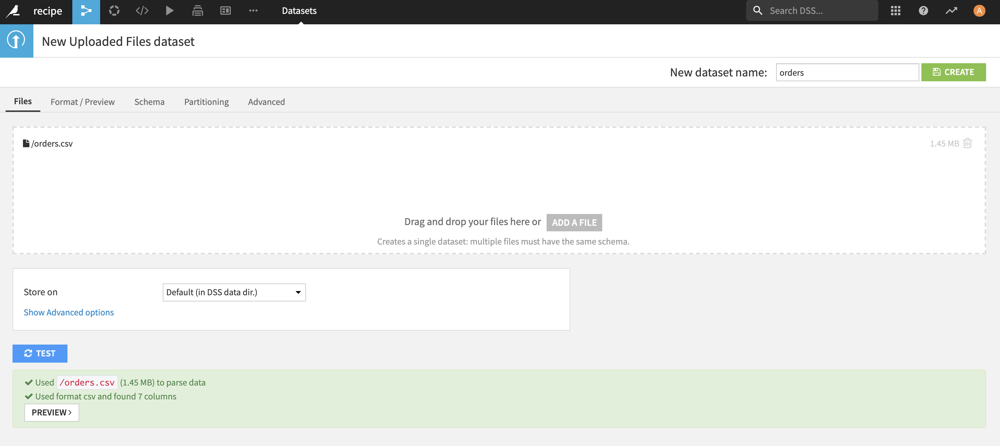 recipe
Datasets
Search DSS...
A
New Uploaded Files dataset
New dataset name: orders CREATE
Files Format / Preview Schema Partitioning Advanced
/orders.csv 1.45 MB
Drag and drop your files here or ADD A FILE
Creates a single dataset: multiple files must have the same schema.
Store on Default (in DSS data dir.)
Show Advanced options
TEST
Used /orders.csv (1.45 MB) to parse data
Used format csv and found 7 columns
PREVIEW